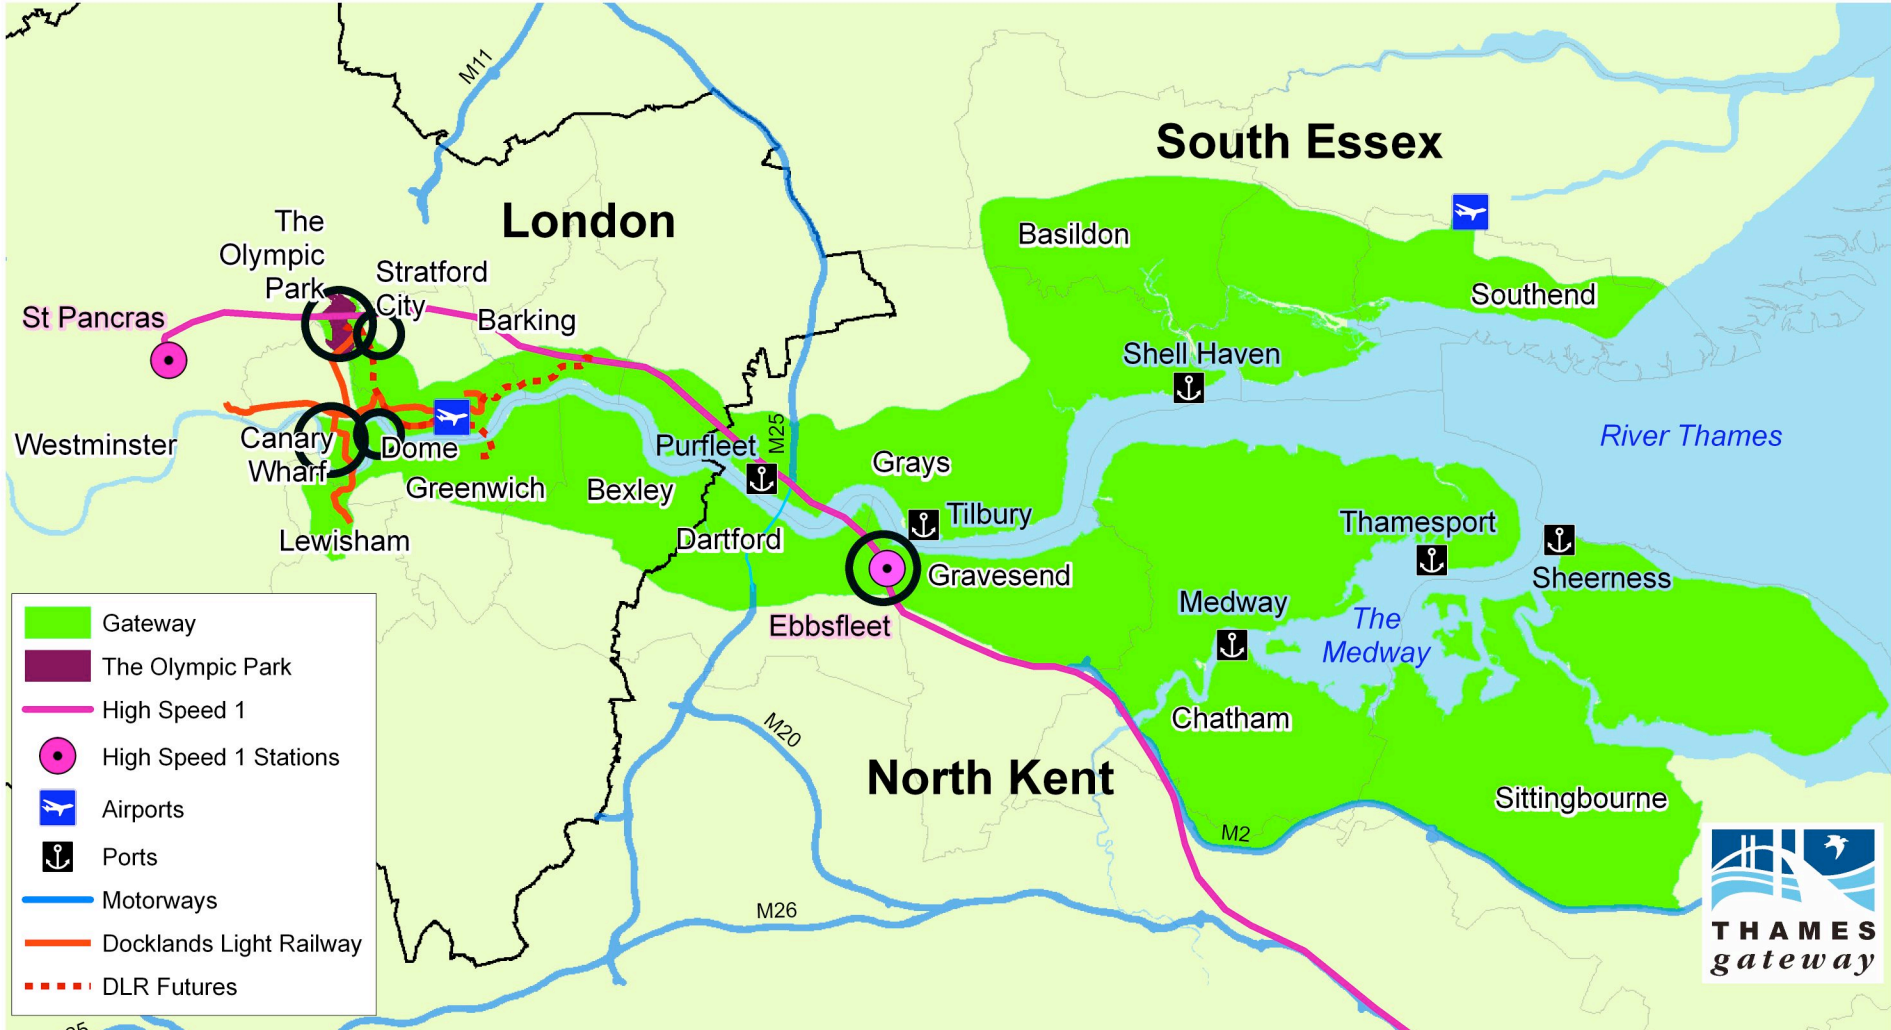 M11
South Essex
London
The
Olympic
Park
Stratford
City
Basildon
St Pancras
Barking
Southend
Shell Haven
Westminster
Canary
Wharf
Dome
Purfleet
M25
Grays
River Thames
Greenwich
Bexley
Tilbury
Thamesport
Lewisham
Dartford
Gravesend
Sheerness
Ebbsfleet
Medway
The
Medway
Chatham
M20
North Kent
Sittingbourne
M2
M26
Gateway
The Olympic Park
High Speed 1
High Speed 1 Stations
Airports
Ports
Motorways
Docklands Light Railway
DLR Futures
THAMES
gateway